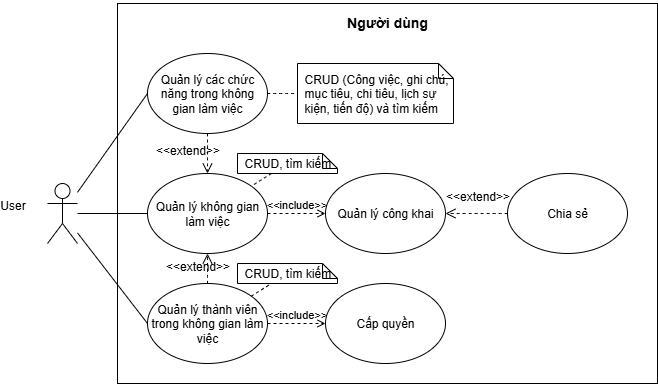 Người dùng
Quản lý các chức
năng trong không
gian làm việc
CRUD (Công việc, ghi chú,
mục tiêu, chi tiêu, lịch sự
kiện, tiến độ) và tìm kiếm
<<extend>>
CRUD, tìm kiếm
User
Quản lý không gian
làm việc
<<include>>
Quản lý công khai
<<extend>>
Chia sẻ
<<extend>>
CRUD, tìm kiếm
Quản lý thành viên
trong không gian làm
việc
<<include>>
Cấp quyền